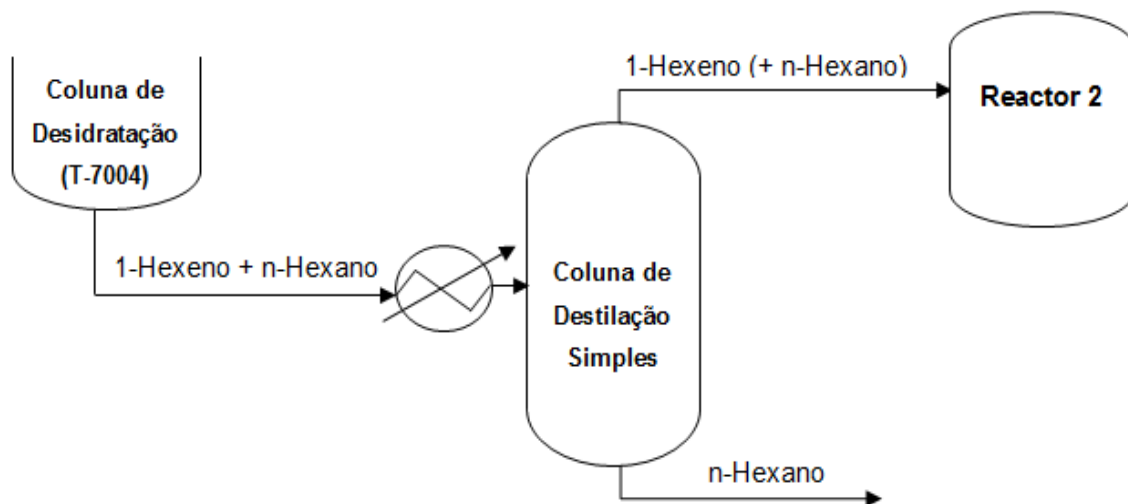 1-Hexeno (+ n-Hexano)
Reactor 2
Coluna de
Desidratação
(T-7004)
1-Hexeno + n-Hexano
Coluna de
Destilação
Simples
n-Hexano